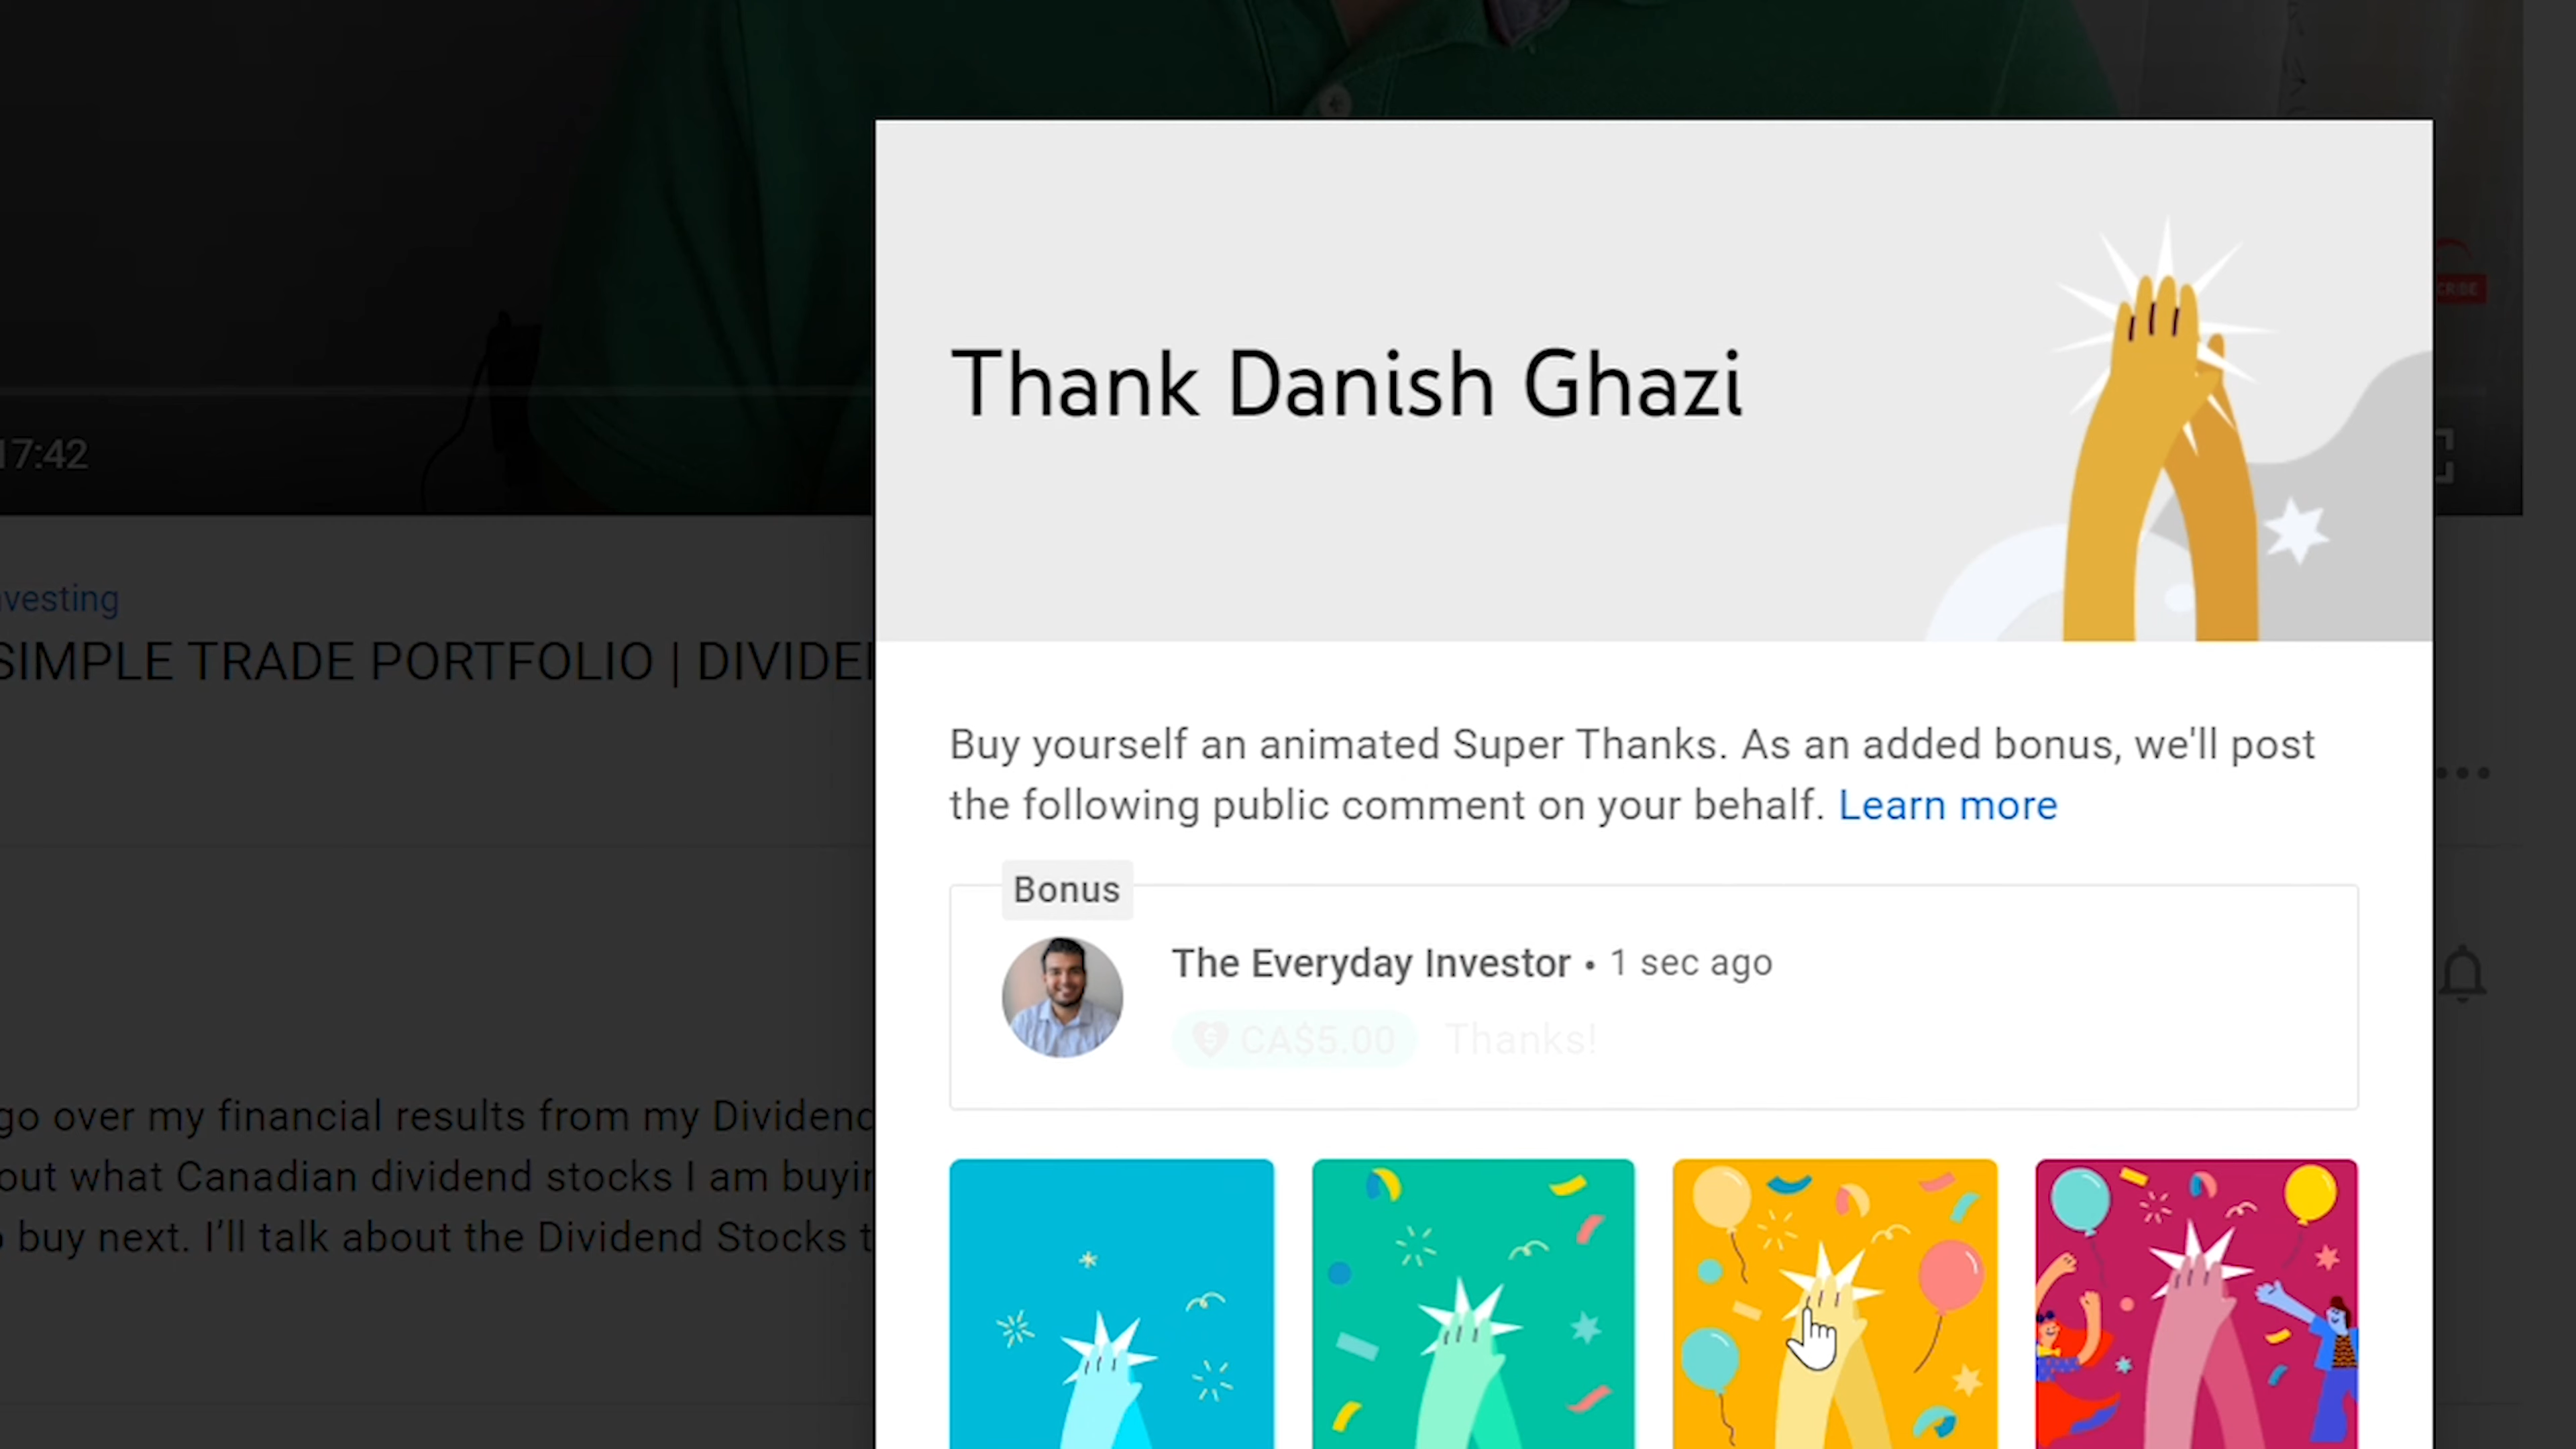 Thank Danish Ghazi
CRIBE
17:42
vesting
SIMPLE TRADE PORTFOLIO | DIVIDE
Buy yourself an animated Super Thanks. As an added bonus, we'll post
the following public comment on your behalf. Learn more
Bonus
The Everyday Investor • 1 sec ago
CA$5.00 Thanks!
go over my financial results from my Dividend
out what Canadian dividend stocks I am buyin
buy next. I'll talk about the Dividend Stocks t